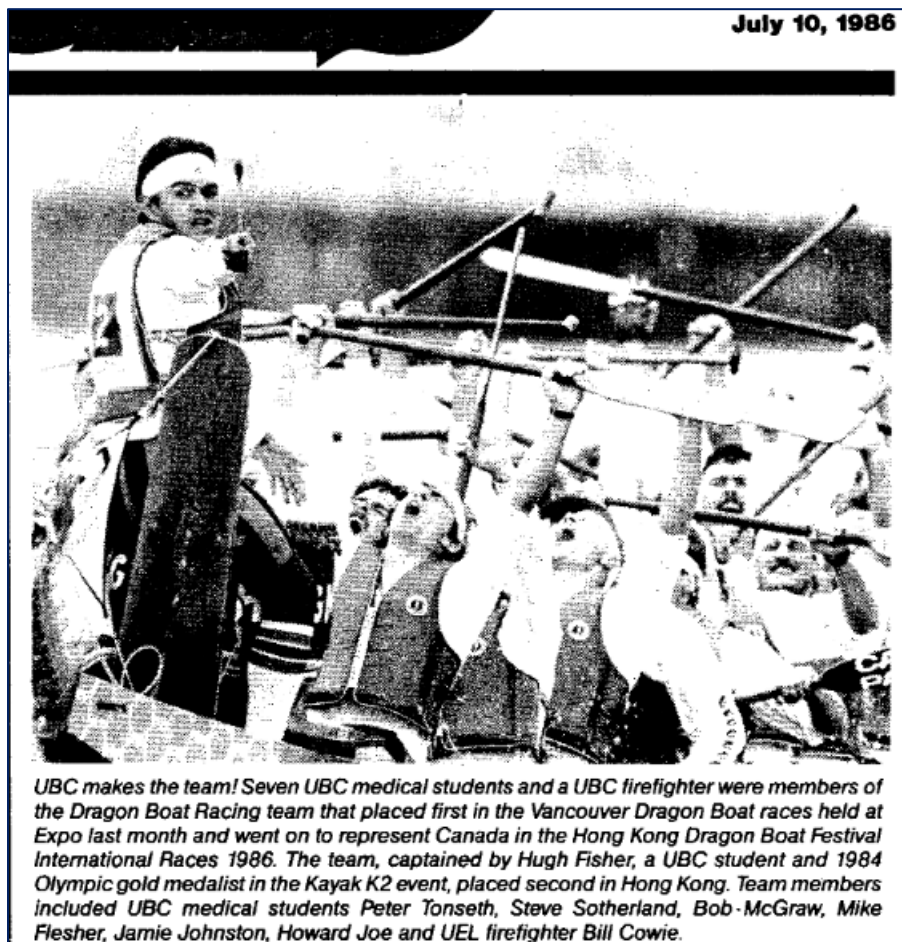 July 10, 1986
G
UBC makes the team! Seven UBC medical students and a UBC firefighter were members of
the Dragon Boat Racing team that placed first in the Vancouver Dragon Boat races held at
Expo last month and went on to represent Canada in the Hong Kong Dragon Boat Festival
International Races 1986. The team, captained by Hugh Fisher, a UBC student and 1984
Olympic gold medalist in the Kayak K2 event, placed second in Hong Kong. Team members
included UBC medical students Peter Tonseth, Steve Sotherland, Bob McGraw, Mike
Flesher, Jamie Johnston, Howard Joe and UEL firefighter Bill Cowie.